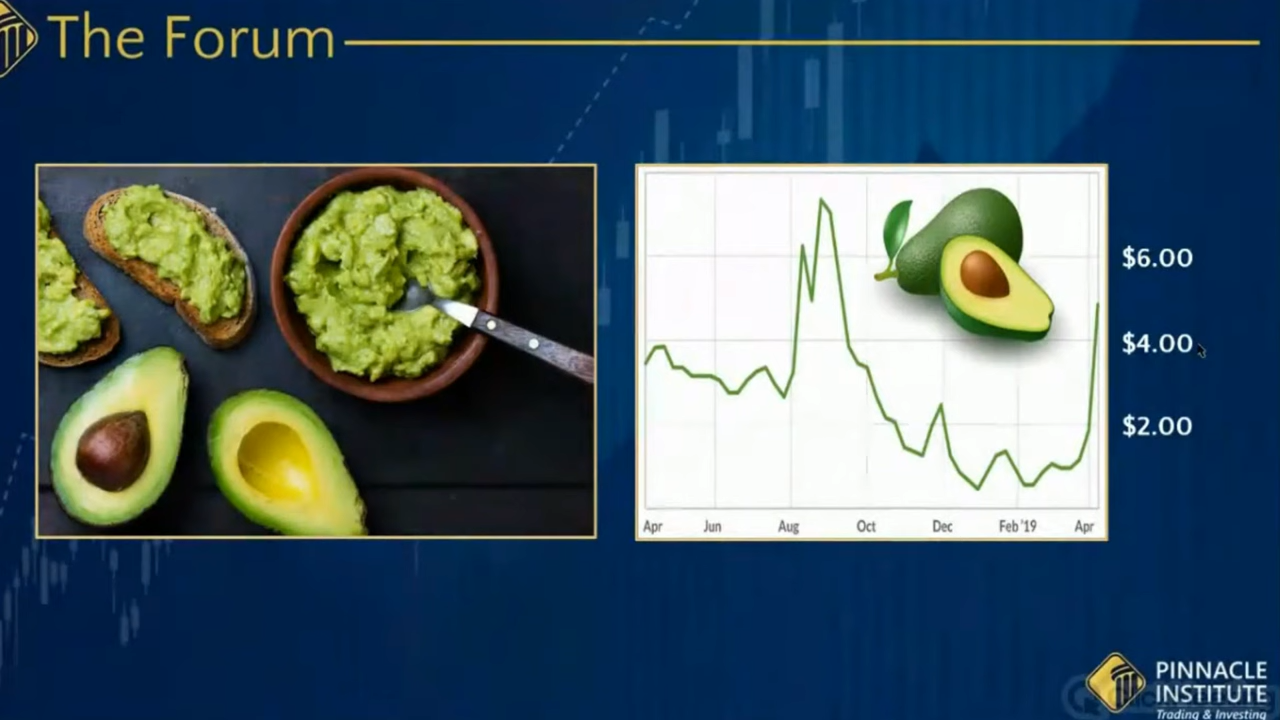 The Forum
$6.00
$4.00
$2.00
Apr Jun Aug Oct Dec Feb '19 Apr
PINNACLE
INSTITUTE
Trading & Investing